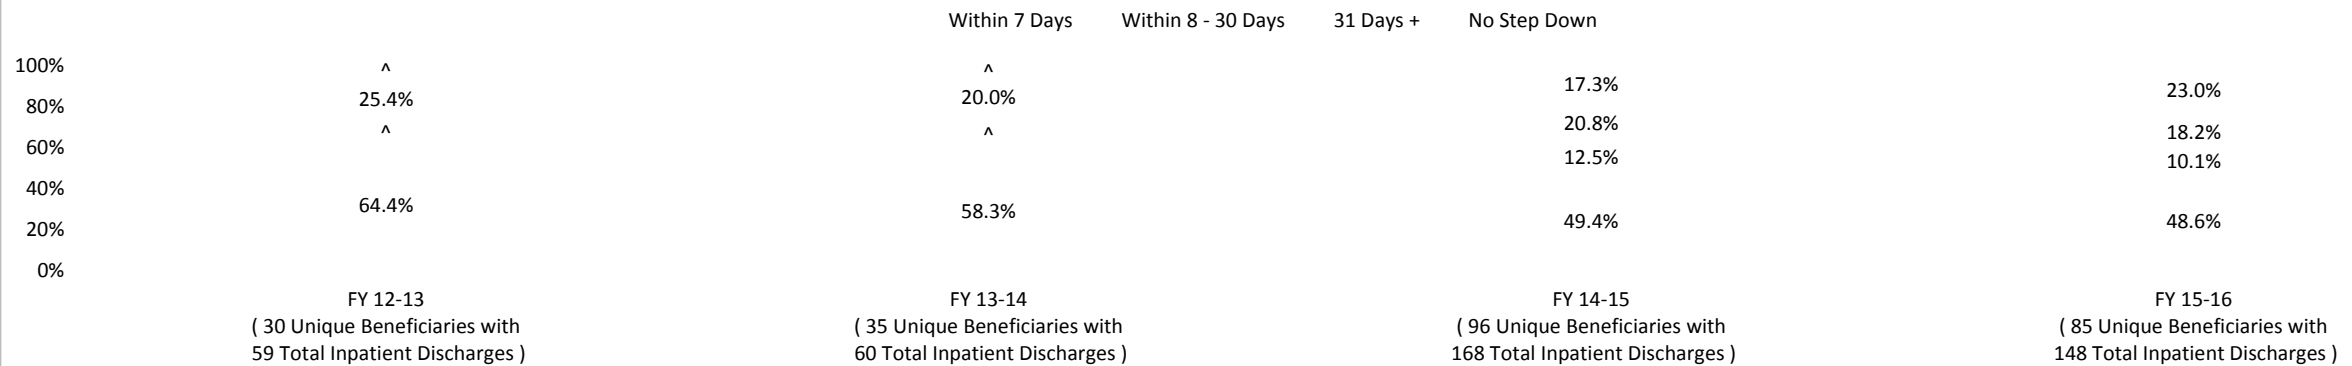 Within 7 Days Within 8 - 30 Days 31 Days + No Step Down
100%
80%
60%
40%
20%
0%
^
25.4%
^
64.4%
^
20.0%
^
58.3%
17.3%
20.8%
12.5%
49.4%
23.0%
18.2%
10.1%
48.6%
FY 12-13
( 30 Unique Beneficiaries with
59 Total Inpatient Discharges )
FY 13-14
( 35 Unique Beneficiaries with
60 Total Inpatient Discharges )
FY 14-15
( 96 Unique Beneficiaries with
168 Total Inpatient Discharges )
FY 15-16
( 85 Unique Beneficiaries with
148 Total Inpatient Discharges )